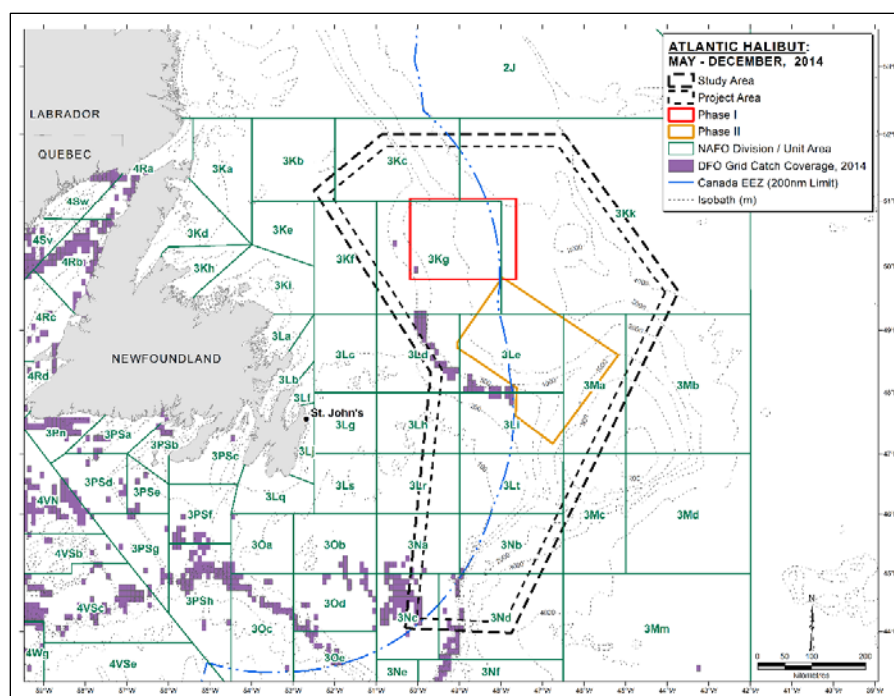 ATLANTIC HALIBUT:
MAY - DECEMBER, 2014
Study Area
Project Area
Phase I
Phase II
NAFO Division / Unit Area
DFO Grid Catch Coverage, 2014
Canada EEZ (200nm Limit)
Isobath (m)
2J
LABRADOR
QUEBEC
4Ra
3Ka
3Kb
3Kc
4Sw
3Kk
4Sv
3Kd
3Ke
4Rb
3Kf
3Kg
3Kh
3Ki
4Rc
3La
NEWFOUNDLAND
3Lc
3Ld
3Le
4Rd
3Lb
3Ma
3Mb
3Lf
St. John's
3Lg
3Lh
3Li
3Pn
3PSa
3PSb
3PSc
3Lj
3PSd
3PSe
3Lq
3Ls
3Lr
3Lt
4VN
3PSf
3Mc
3Md
4VSb
3PSg
3Oa
3Ob
3Na
3Nb
4VSc
3PSh
3Od
3Nc
3Nd
4Wg
3Oc
3Mm
4VSe
3Oe
3Ne
3Nf
N
0 50 100 200
Kilometres